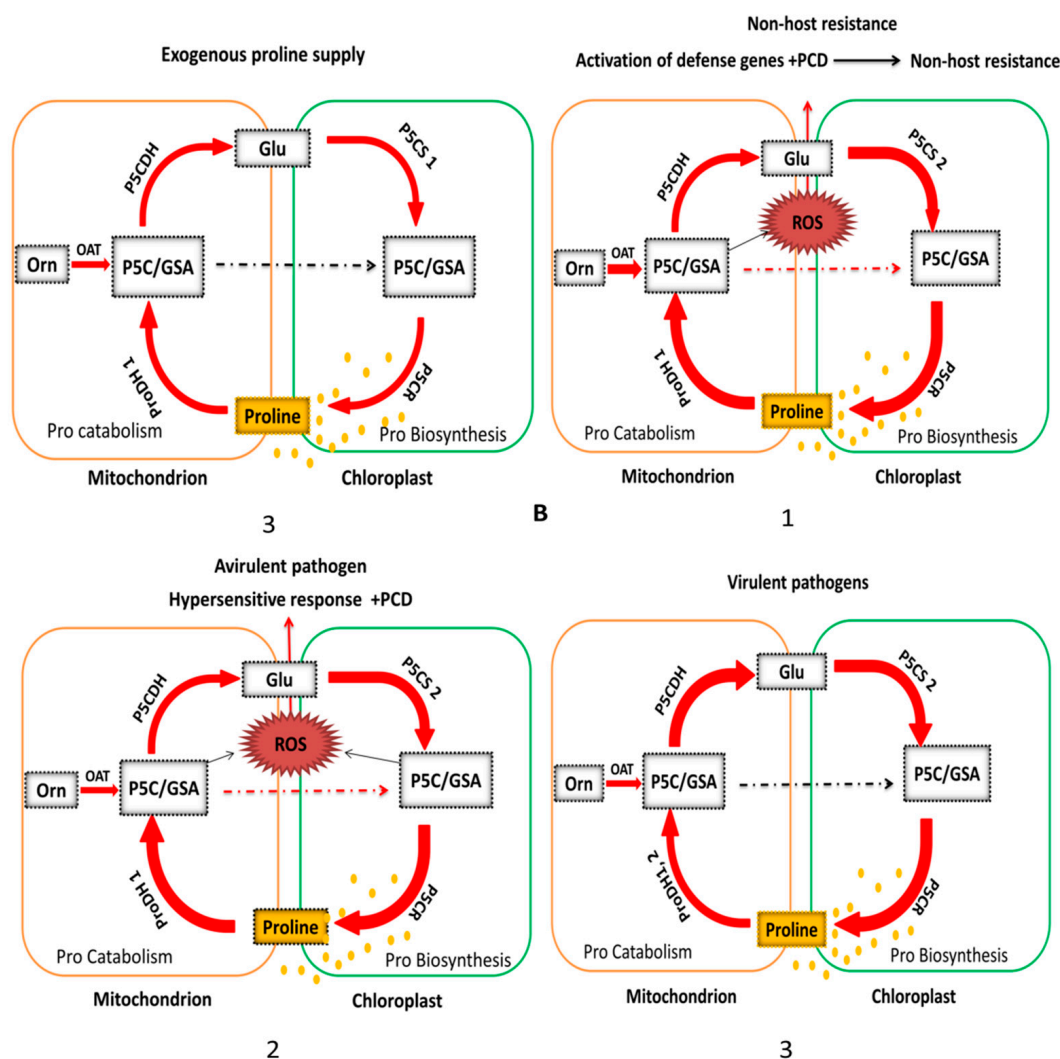 Exogenous proline supply
P5CDH
Glu
P5CS 1
Orn
OAT
P5C/GSA
P5C/GSA
ProDH 1
Proline
P5CR
Pro catabolism
Pro Biosynthesis
Mitochondrion
Chloroplast
3
B
Non-host resistance
Activation of defense genes +PCD
Non-host resistance
P5CDH
Glu
P5CS 2
ROS
Orn
OAT
P5C/GSA
P5C/GSA
ProDH 1
Proline
P5CR
Pro Catabolism
Pro Biosynthesis
Mitochondrion
Chloroplast
1
Avirulent pathogen
Hypersensitive response +PCD
P5CDH
Glu
P5CS 2
ROS
Orn
OAT
P5C/GSA
P5C/GSA
ProDH 1
Proline
P5CR
Pro Catabolism
Pro Biosynthesis
Mitochondrion
Chloroplast
2
Virulent pathogens
P5CDH
Glu
P5CS 2
Orn
OAT
P5C/GSA
P5C/GSA
ProDH1, 2
Proline
P5CR
Pro Catabolism
Pro Biosynthesis
Mitochondrion
Chloroplast
3